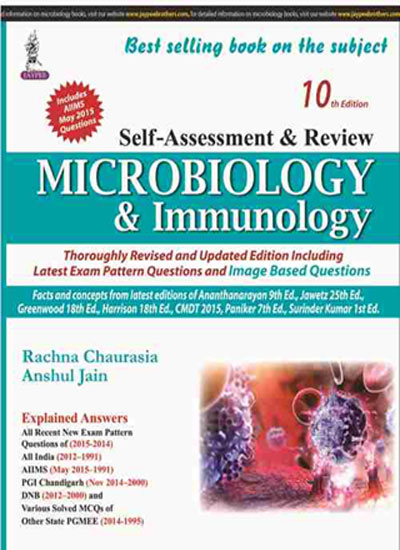 ed information on microbiology books, visit our website www.jaypeebrothers.com, for detailed information on microbiology books, visit our website www.jaypeebrothers.com
JAYPEE
Best selling book on the subject
Includes
AIIMS
May 2015
Questions
10th Edition
Self-Assessment & Review
MICROBIOLOGY
& Immunology
Thoroughly Revised and Updated Edition Including
Latest Exam Pattern Questions and Image Based Questions
Facts and concepts from latest editions of Ananthanarayan 9th Ed., Jawetz 25th Ed.,
Greenwood 18th Ed., Harrison 18th Ed., CMDT 2015, Paniker 7th Ed., Surinder Kumar 1st Ed.
Rachna Chaurasia
Anshul Jain
Explained Answers
All Recent New Exam Pattern
Questions of (2015-2014)
All India (2012–1991)
AIIMS (May 2015–1991)
PGI Chandigarh (Nov 2014–2000)
DNB (2012–2000) and
Various Solved MCQs of
Other State PGMEE (2014-1995)